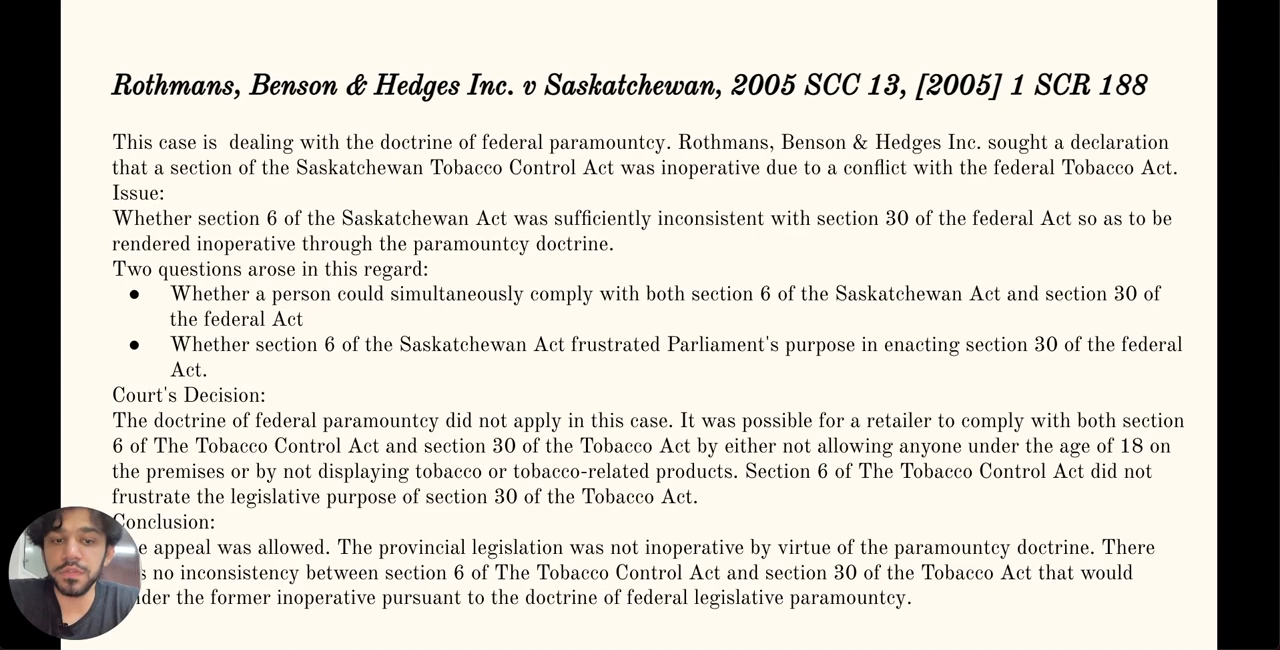 Rothmans, Benson & Hedges Inc. v Saskatchewan, 2005 SCC 13, [2005] 1 SCR 188
This case is dealing with the doctrine of federal paramountcy. Rothmans, Benson & Hedges Inc. sought a declaration
that a section of the Saskatchewan Tobacco Control Act was inoperative due to a conflict with the federal Tobacco Act.
Issue:
Whether section 6 of the Saskatchewan Act was sufficiently inconsistent with section 30 of the federal Act so as to be
rendered inoperative through the paramountcy doctrine.
Two questions arose in this regard:
● Whether a person could simultaneously comply with both section 6 of the Saskatchewan Act and section 30 of
the federal Act
● Whether section 6 of the Saskatchewan Act frustrated Parliament's purpose in enacting section 30 of the federal
Act.
Court's Decision:
The doctrine of federal paramountcy did not apply in this case. It was possible for a retailer to comply with both section
6 of The Tobacco Control Act and section 30 of the Tobacco Act by either not allowing anyone under the age of 18 on
the premises or by not displaying tobacco or tobacco-related products. Section 6 of The Tobacco Control Act did not
frustrate the legislative purpose of section 30 of the Tobacco Act.
Conclusion:
appeal was allowed. The provincial legislation was not inoperative by virtue of the paramountcy doctrine. There
no inconsistency between section 6 of The Tobacco Control Act and section 30 of the Tobacco Act that would
the former inoperative pursuant to the doctrine of federal legislative paramountcy.